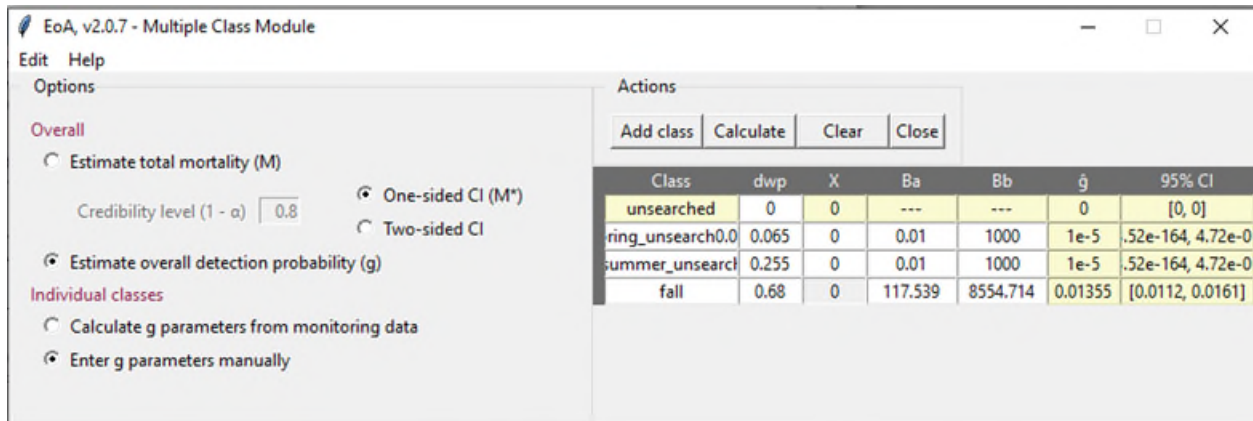 EoA, v2.0.7 - Multiple Class Module
Edit Help
Options
Overall
Estimate total mortality (M)
Credibility level (1 - α) 0.8
One-sided CI (M*)
Two-sided CI
Estimate overall detection probability (g)
Individual classes
Calculate g parameters from monitoring data
Enter g parameters manually
Actions
Add class Calculate Clear Close
Class dwp X Ba Bb ĝ 95% CI
unsearched 0 0 --- --- 0 [0, 0]
ring_unsearch0.0 0.065 0 0.01 1000 1e-5 .52e-164, 4.72e-0
summer_unsearch 0.255 0 0.01 1000 1e-5 .52e-164, 4.72e-0
fall 0.68 0 117.539 8554.714 0.01355 [0.0112, 0.0161]